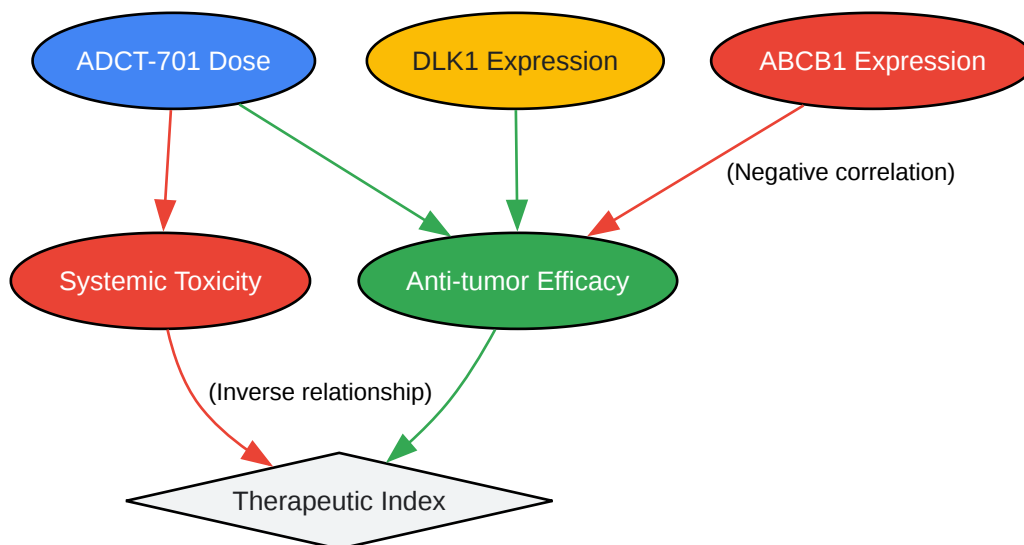 ADCT-701 Dose
DLK1 Expression
ABCB1 Expression
(Negative correlation)
Systemic Toxicity
Anti-tumor Efficacy
(Inverse relationship)
Therapeutic Index